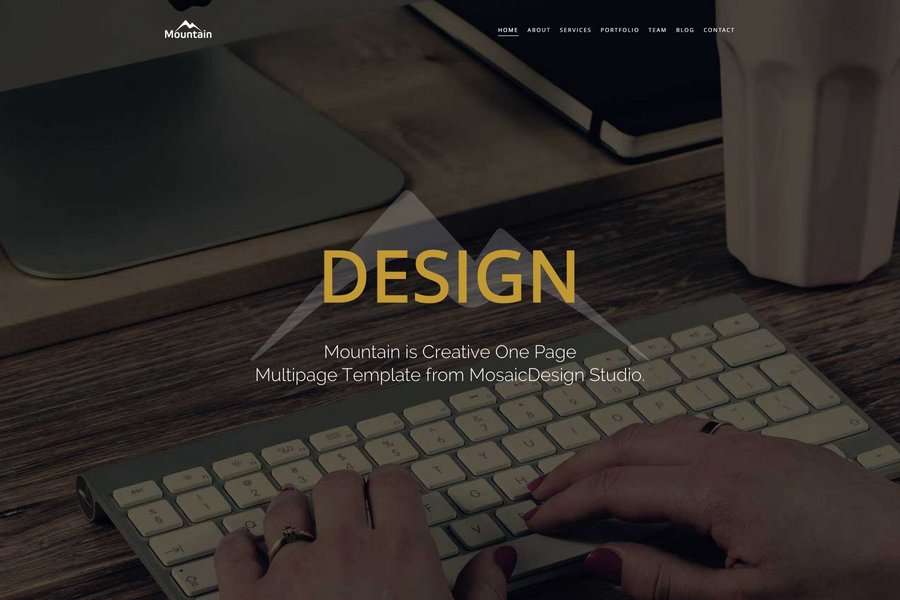 Mountain
HOME ABOUT SERVICES PORTFOLIO TEAM BLOG CONTACT
DESIGN
Mountain is Creative One Page
Multipage Template from MosaicDesign Studio.